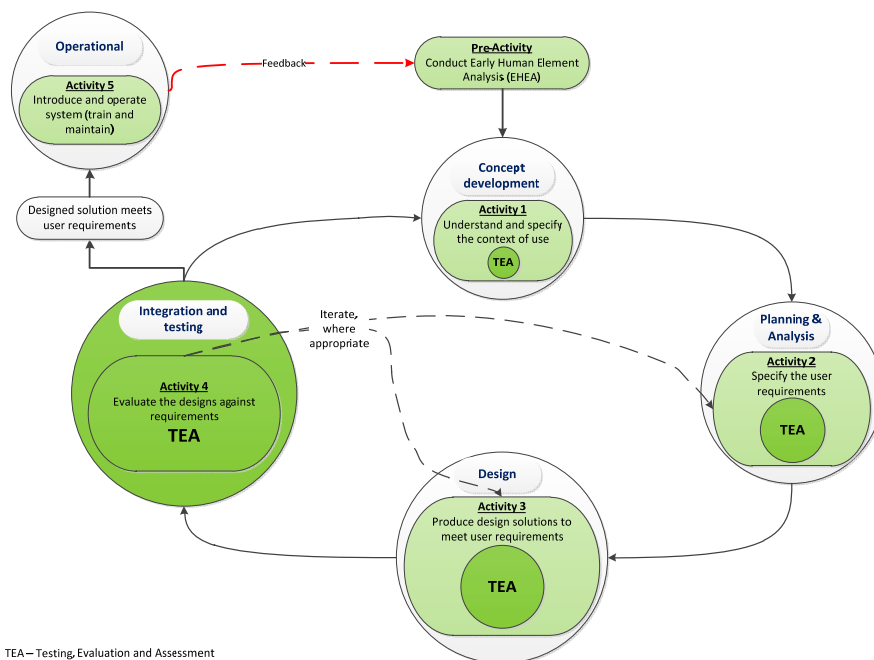 Operational
Activity 5
Introduce and operate
system (train and
maintain)
Feedback
Pre-Activity
Conduct Early Human Element
Analysis (EHEA)
Concept
development
Activity 1
Understand and specify
the context of use
TEA
Designed solution meets
user requirements
Integration and
testing
Activity 4
Evaluate the designs against
requirements
TEA
Iterate,
where
appropriate
Planning &
Analysis
Activity 2
Specify the user
requirements
TEA
Design
Activity 3
Produce design solutions to
meet user requirements
TEA
TEA – Testing, Evaluation and Assessment